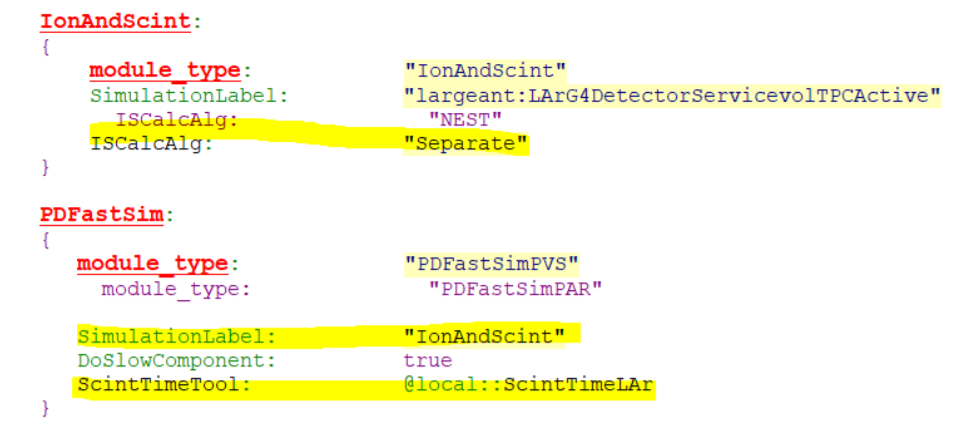 IonAndScint:
{
module_type: "IonAndScint"
SimulationLabel: "largeant:LArG4DetectorServicevolTPCActive"
ISCalcAlg: "NEST"
ISCalcAlg: "Separate"
}
PDFastSim:
{
module_type: "PDFastSimPVS"
module_type: "PDFastSimPAR"
SimulationLabel: "IonAndScint"
DoSlowComponent: true
ScintTimeTool: @local::ScintTimeLAr
}